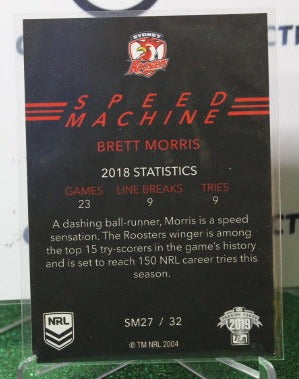 SYDNEY
Roosters
SPEED
MACHINE
BRETT MORRIS
2018 STATISTICS
GAMES LINE BREAKS TRIES
23 9 9
A dashing ball-runner, Morris is a speed
sensation. The Roosters winger is among
the top 15 try-scorers in the game's history
and is set to reach 150 NRL career tries this
season.
NRL
SM27 / 32
2019
© TM NRL 2004